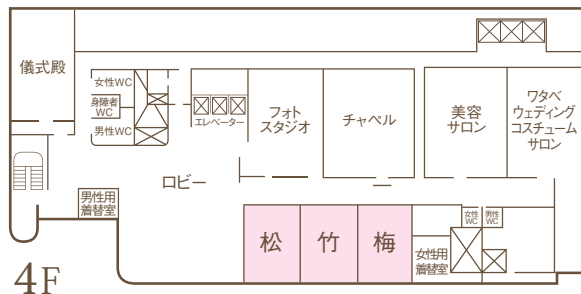 儀式殿
女性WC
身障者
WC
男性WC
エレベーター
フォト
スタジオ
チャペル
美容
サロン
ワタベ
ウェディング
コスチューム
サロン
ロビー
男性用
着替室
松
竹
梅
女性
WC
男性
WC
女性用
着替室
4F